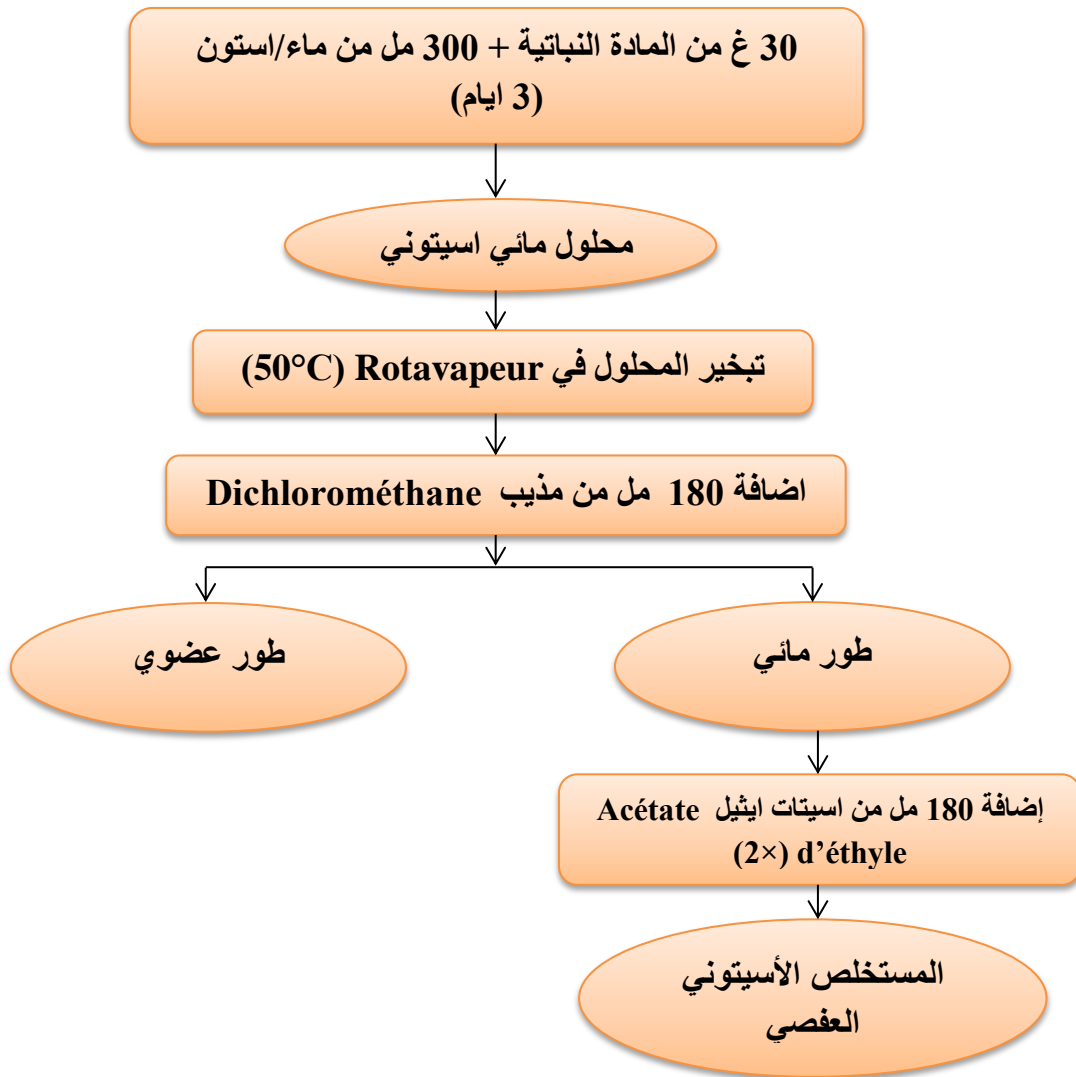 30 غ من المادة النباتية + 300 مل من ماء/استون
(3 ايام)
محلول مائي اسيتوني
تبخير المحلول في Rotavapeur (50°C)
اضافة 180 مل من مذيب Dichlorométhane
طور عضوي
طور مائي
إضافة 180 مل من اسيتات ايثيل Acétate
d’éthyle (2×)
المستخلص الأسيتوني
العفصي